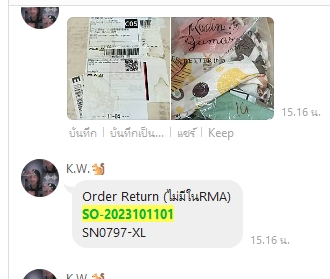 C05
15.16 น.
บันทึก | บันทึกเป็น... | แชร์ | Keep
K.W.🐿️
Order Return (ไม่มีในRMA)
SO-2023101101
SN0797-XL
15.16 น.
K.W.🐿️